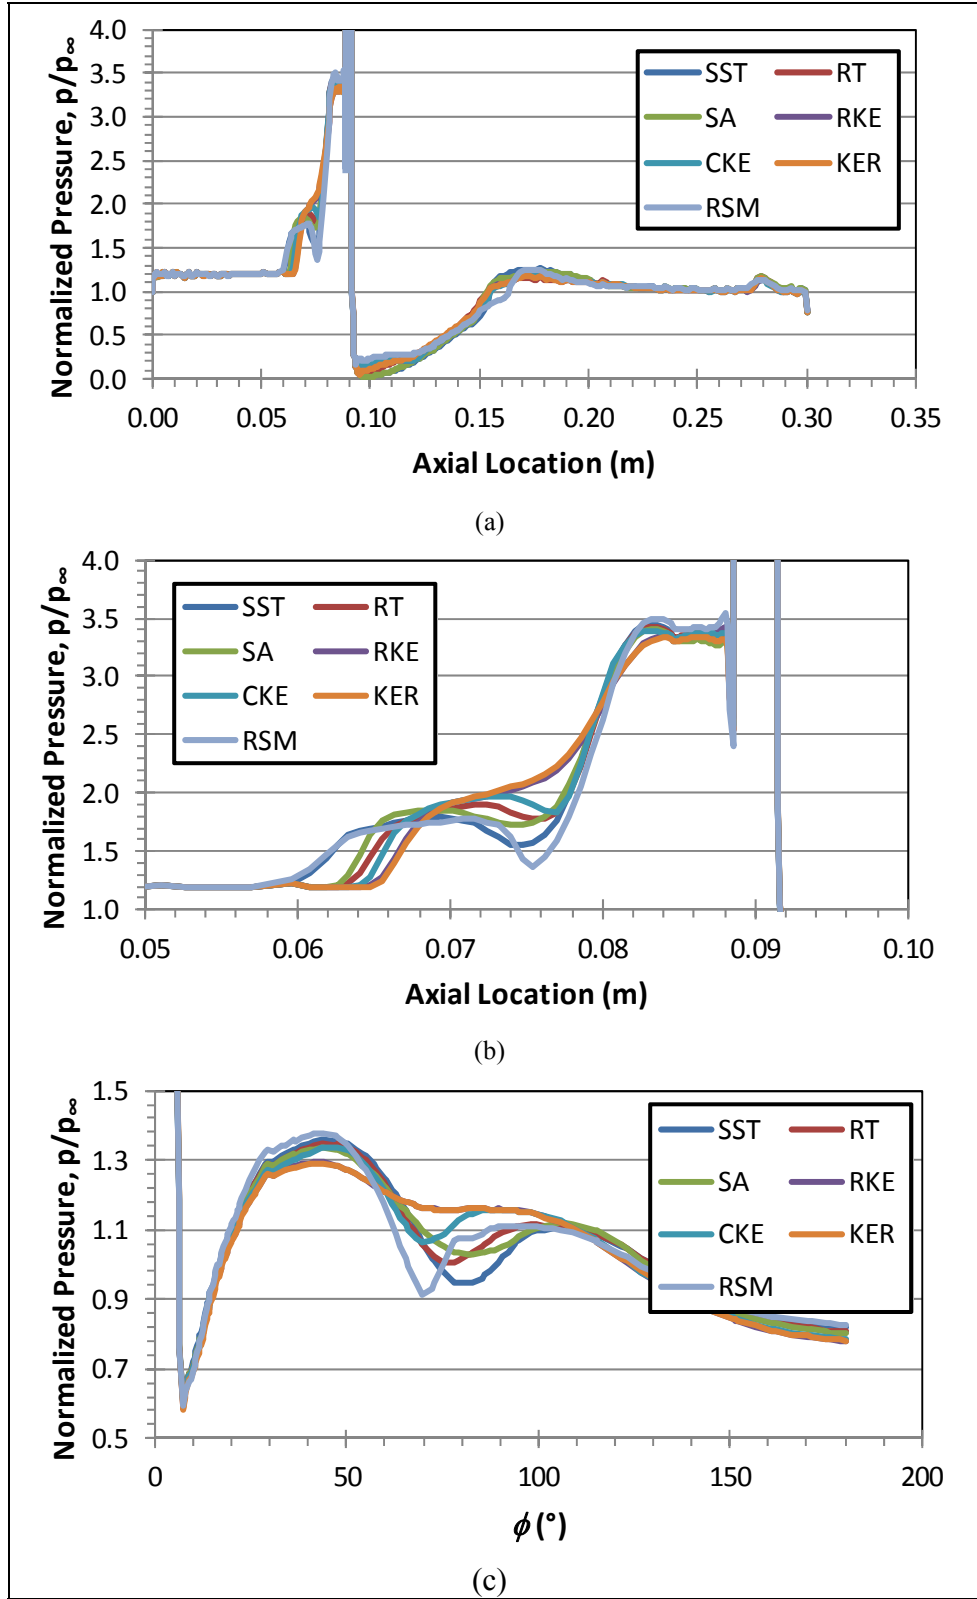 4.0
3.5
3.0
2.5
2.0
1.5
1.0
0.5
0.0
Normalized Pressure, p/p∞
SST RT
SA RKE
CKE KER
RSM
0.00 0.05 0.10 0.15 0.20 0.25 0.30 0.35
Axial Location (m)
(a)
4.0
3.5
3.0
2.5
2.0
1.5
1.0
Normalized Pressure, p/p∞
SST RT
SA RKE
CKE KER
RSM
0.05 0.06 0.07 0.08 0.09 0.10
Axial Location (m)
(b)
1.5
1.3
1.1
0.9
0.7
0.5
Normalized Pressure, p/p∞
SST RT
SA RKE
CKE KER
RSM
0 50 100 150 200
ϕ (°)
(c)